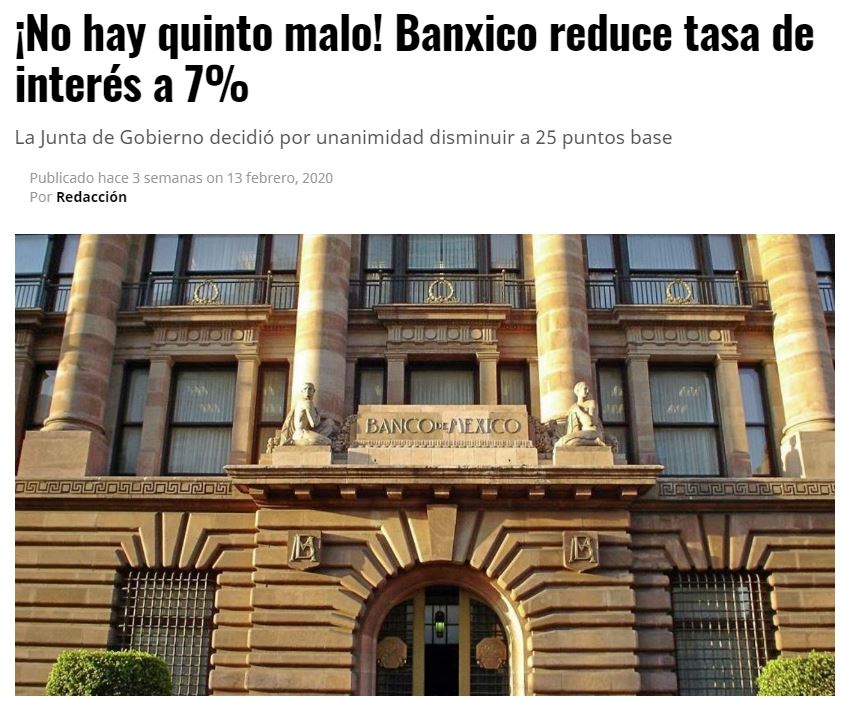 ¡No hay quinto malo! Banxico reduce tasa de
interés a 7%
La Junta de Gobierno decidió por unanimidad disminuir a 25 puntos base
Publicado hace 3 semanas on 13 febrero, 2020
Por Redacción
BANCO DE MEXICO